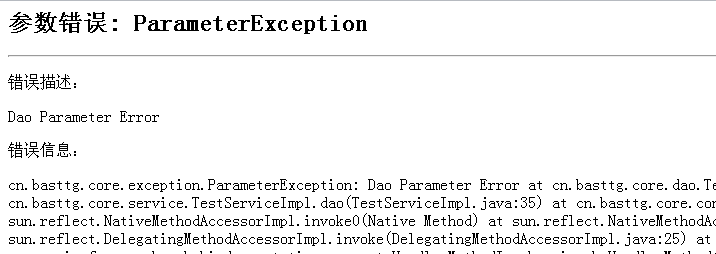 参数错误: ParameterException
错误描述:
Dao Parameter Error
错误信息:
cn.basttg.core.exception.ParameterException: Dao Parameter Error at cn.basttg.core.dao.Te
cn.basttg.core.service.TestServiceImpl.dao(TestServiceImpl.java:35) at cn.basttg.core.con
sun.reflect.NativeMethodAccessorImpl.invoke0(Native Method) at sun.reflect.NativeMethodAc
sun.reflect.DelegatingMethodAccessorImpl.invoke(DelegatingMethodAccessorImpl.java:25) at